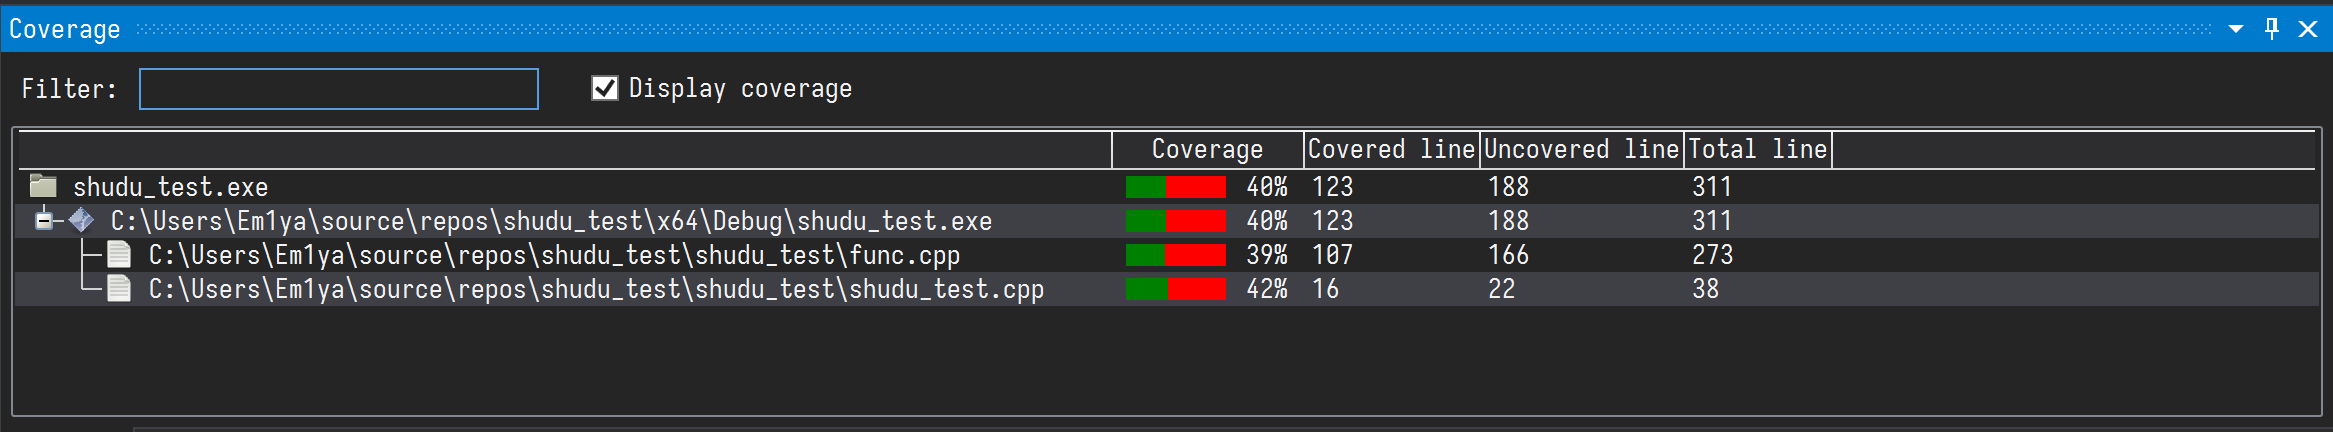 Coverage
Filter: Display coverage
Coverage Covered line Uncovered line Total line
shudu_test.exe 40% 123 188 311
C:\Users\Em1ya\source\repos\shudu_test\x64\Debug\shudu_test.exe 40% 123 188 311
C:\Users\Em1ya\source\repos\shudu_test\shudu_test\func.cpp 39% 107 166 273
C:\Users\Em1ya\source\repos\shudu_test\shudu_test\shudu_test.cpp 42% 16 22 38